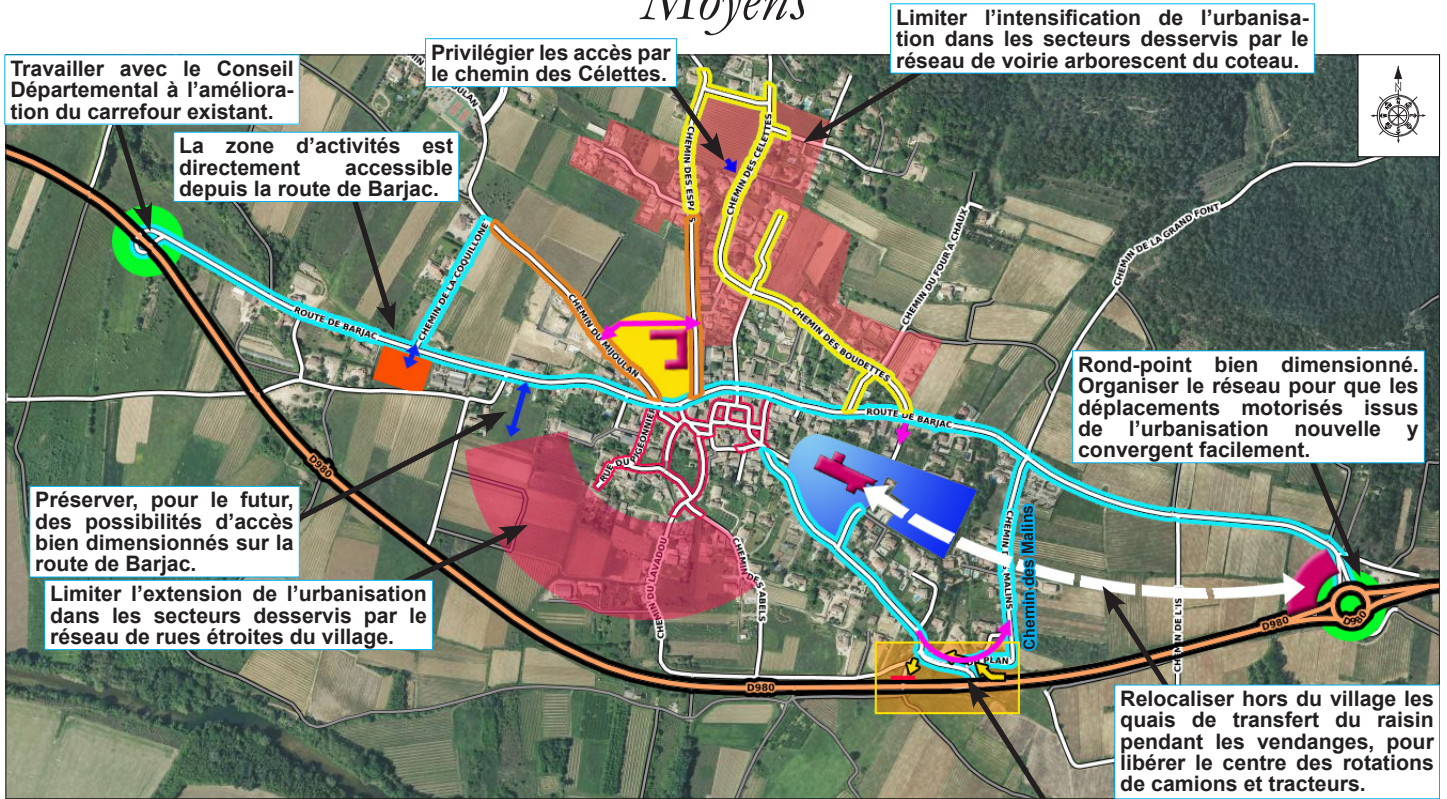 Moyens
Limiter l'intensification de l'urbanisa-
tion dans les secteurs desservis par le
réseau de voirie arborescent du coteau.
Privilégier les accès par
le chemin des Célettes.
Travailler avec le Conseil
Départemental à l'améliora-
tion du carrefour existant.
La zone d'activités est
directement accessible
depuis la route de Barjac.
N
CHEMIN DES ESPA S
CHEMIN DES CELETTES
CHEMIN DE LA COQUILLONE
CHEMIN DU FOUR A CHAUX
CHEMIN DE LA GRAND FONT
ROUTE DE BARJAC
CHEMIN DU MIJOULAN
CHEMIN DES BOUDETTES
ROUTE DE BARJAC
Rond-point bien dimensionné.
Organiser le réseau pour que les
déplacements motorisés issus
de l'urbanisation nouvelle y
convergent facilement.
RUE DU PIGEONNIER
D980
Préserver, pour le futur,
des possibilités d'accès
bien dimensionnés sur la
route de Barjac.
Limiter l'extension de l'urbanisation
dans les secteurs desservis par le
réseau de rues étroites du village.
CHEMIN DU LAVADOU
CHEMIN DES ABELS
CHEMIN S MALINS
Chemin des Malins
CHEMIN DE L'IS
PLAN
D980
D980
D980
Relocaliser hors du village les
quais de transfert du raisin
pendant les vendanges, pour
libérer le centre des rotations
de camions et tracteurs.